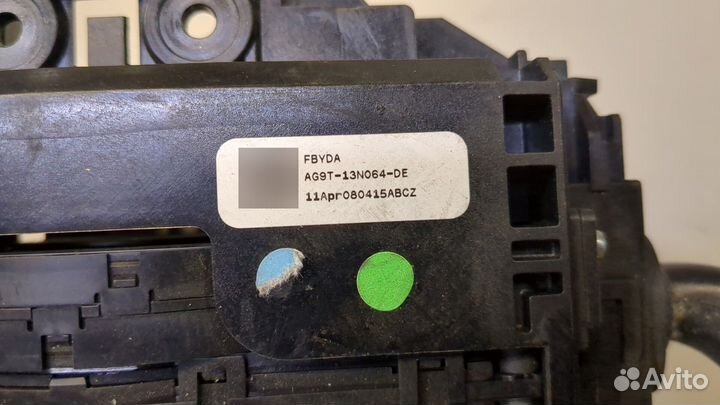 FBYDA
AG9T-13N064-DE
11Apr080415ABCZ
Avito